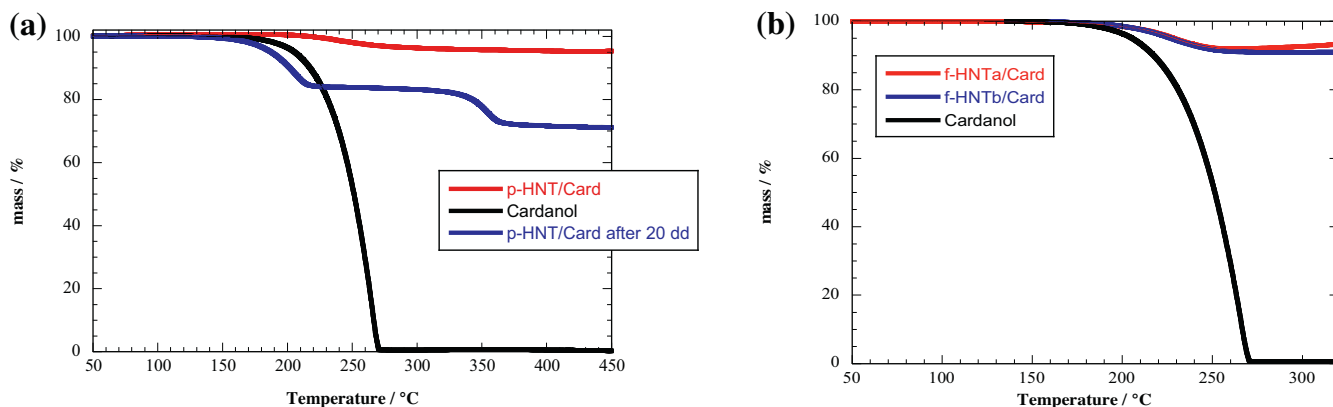 (a)
100
80
60
40
20
0
mass / %
p-HNT/Card
Cardanol
p-HNT/Card after 20 dd
50 100 150 200 250 300 350 400 450
Temperature / °C
(b)
100
80
60
40
20
0
mass / %
f-HNTa/Card
f-HNTb/Card
Cardanol
50 100 150 200 250 300
Temperature / °C